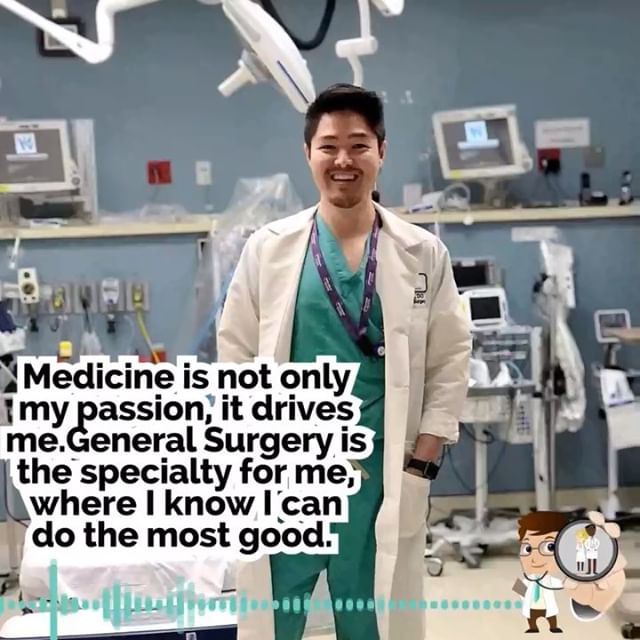 Medicine is not only
my passion, it drives
me.General Surgery is
the specialty for me,
where I know I can
do the most good.